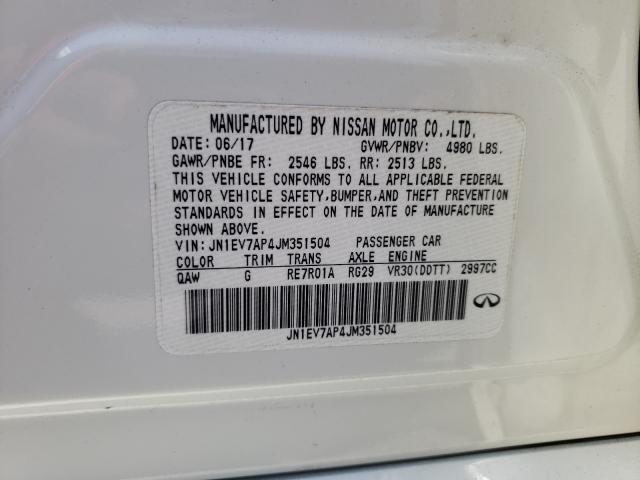 MANUFACTURED BY NISSAN MOTOR CO.,LTD.
DATE: 06/17 GVWR/PNBV: 4980 LBS.
GAWR/PNBE FR: 2546 LBS. RR: 2513 LBS.
THIS VEHICLE CONFORMS TO ALL APPLICABLE FEDERAL
MOTOR VEHICLE SAFETY,BUMPER,AND THEFT PREVENTION
STANDARDS IN EFFECT ON THE DATE OF MANUFACTURE
SHOWN ABOVE.
VIN: JN1EV7AP4JM351504 PASSENGER CAR
COLOR TRIM TRANS AXLE ENGINE
QAW G RE7R01A RG29 VR30(DDTT) 2997CC
JN1EV7AP4JM351504